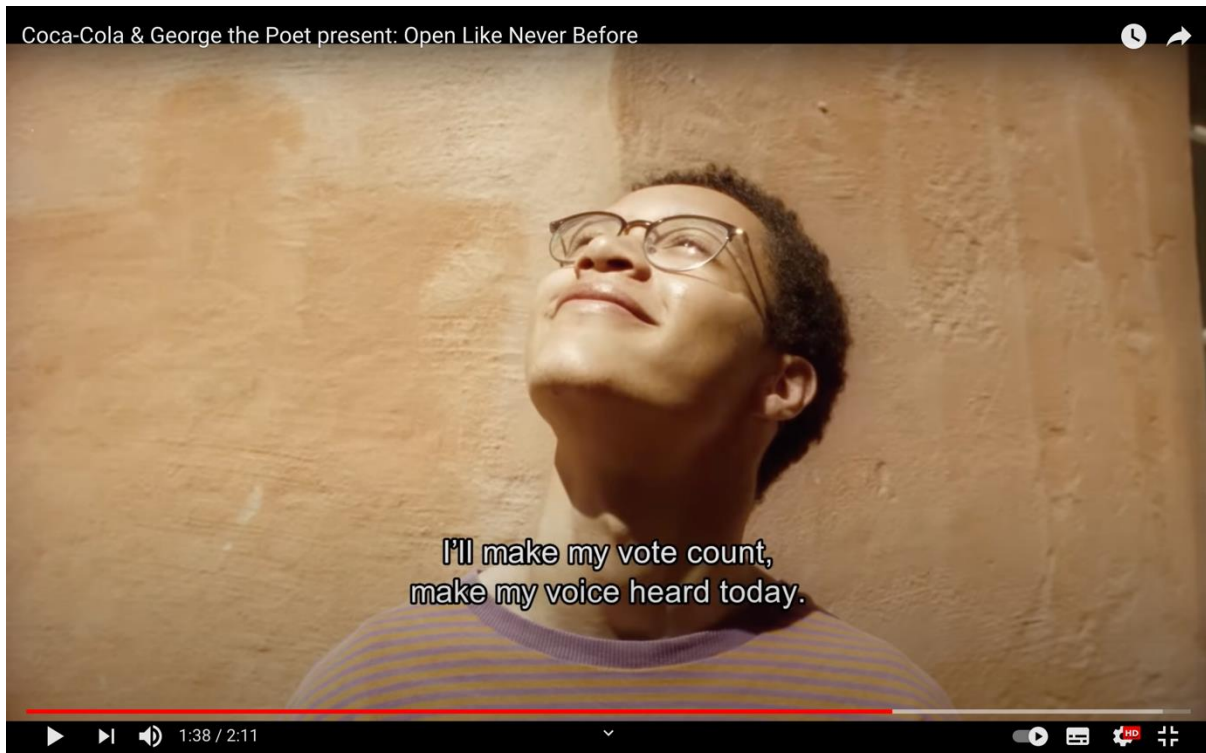 Coca-Cola & George the Poet present: Open Like Never Before
I'll make my vote count,
make my voice heard today.
1:38 / 2:11
HD